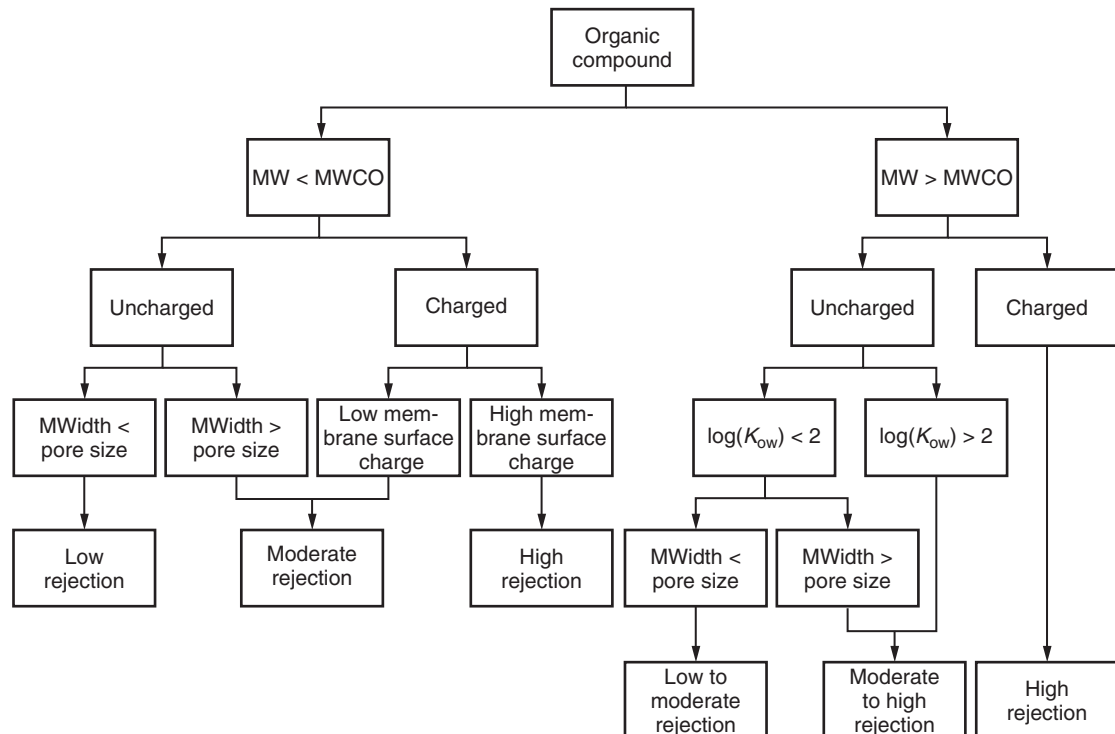 Organic
compound
MW < MWCO
MW > MWCO
Uncharged
Charged
Uncharged
Charged
MWidth <
pore size
MWidth >
pore size
Low mem-
brane surface
charge
High mem-
brane surface
charge
log(Kow) < 2
log(Kow) > 2
Low
rejection
Moderate
rejection
High
rejection
MWidth <
pore size
MWidth >
pore size
Low to
moderate
rejection
Moderate
to high
rejection
High
rejection